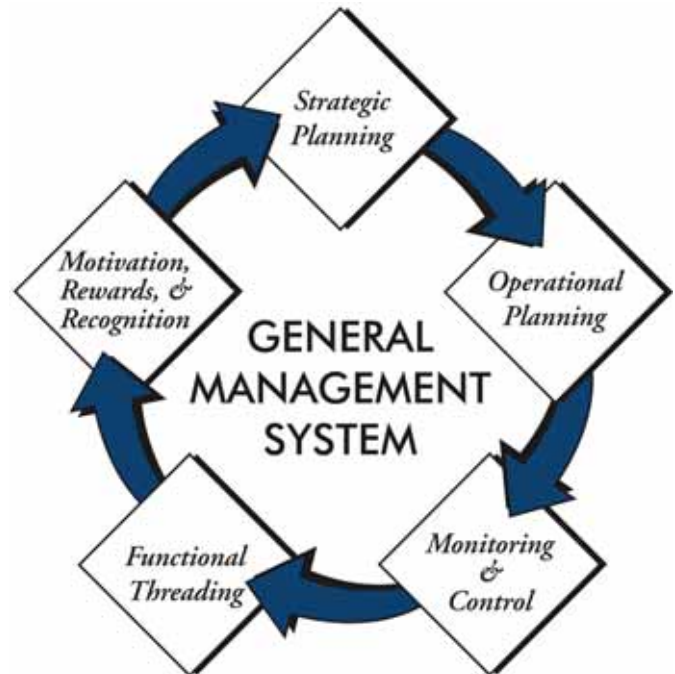 Strategic
Planning
Operational
Planning
Monitoring
&
Control
Functional
Threading
Motivation,
Rewards, &
Recognition
GENERAL
MANAGEMENT
SYSTEM